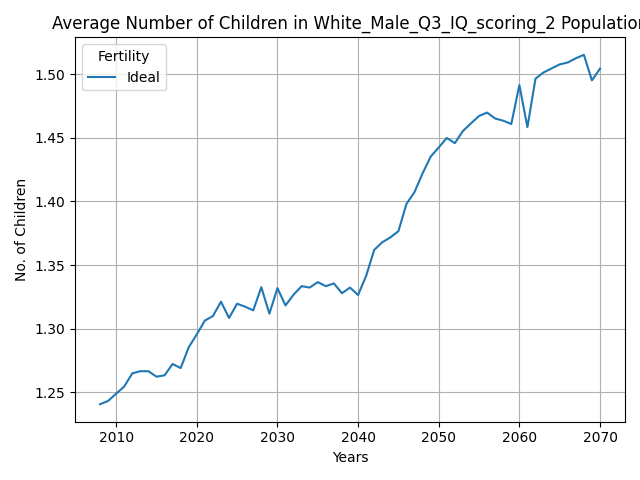 Average Number of Children in White_Male_Q3_IQ_scoring_2 Population
Fertility
Ideal
No. of Children
1.50
1.45
1.40
1.35
1.30
1.25
2010 2020 2030 2040 2050 2060 2070
Years